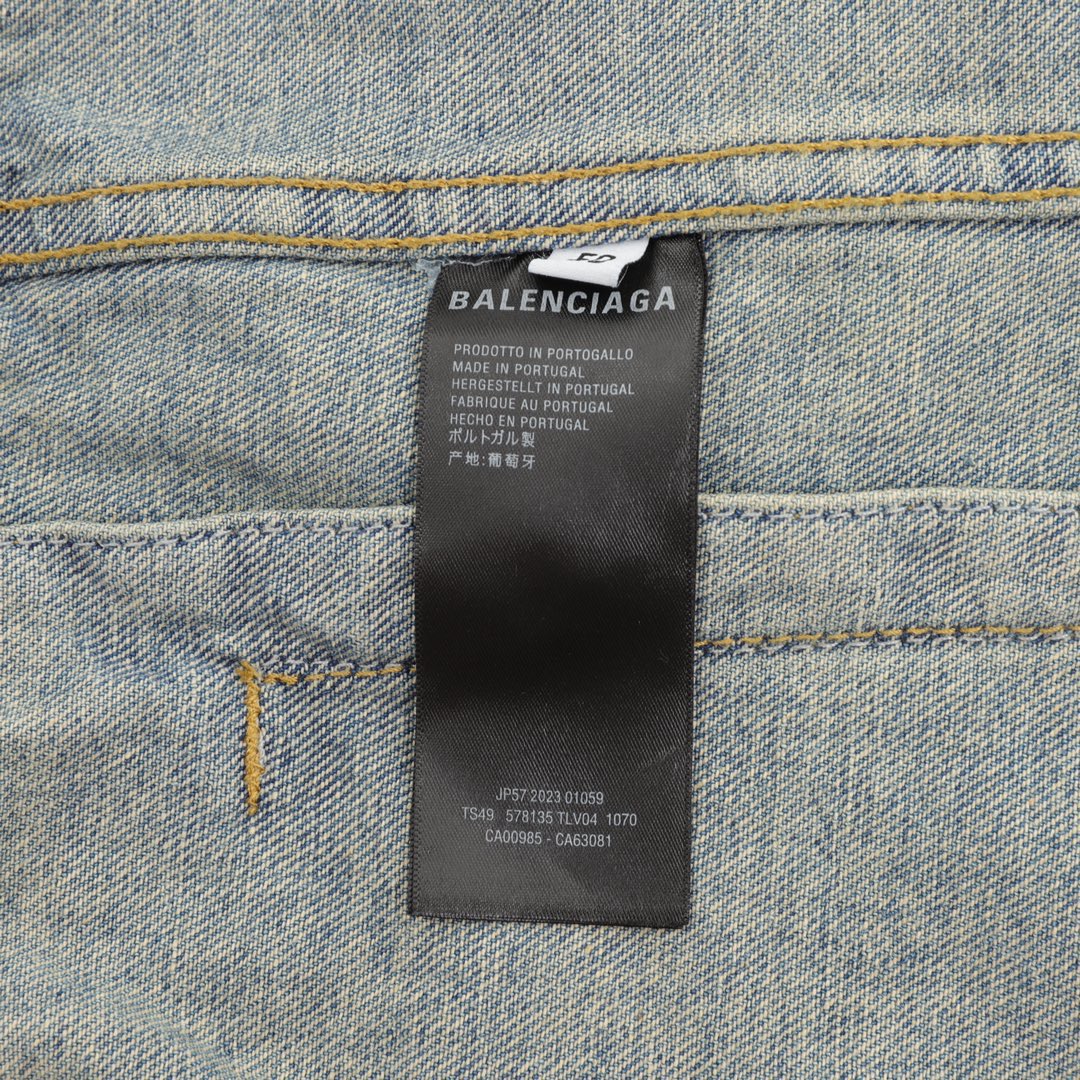 BALENCIAGA
PRODOTTO IN PORTOGALLO
MADE IN PORTUGAL
HERGESTELLT IN PORTUGAL
FABRIQUE AU PORTUGAL
HECHO EN PORTUGAL
ポルトガル製
产地:葡萄牙
JP57 2023 01059
TS49 578135 TLV04 1070
CA00985 - CA63081